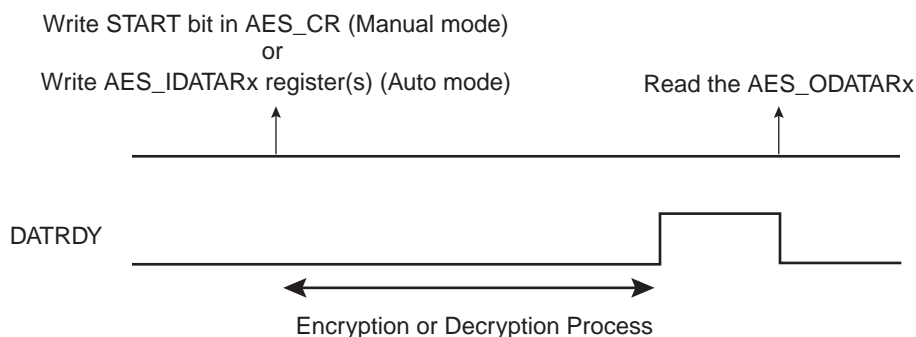 Write START bit in AES_CR (Manual mode)
or
Write AES_IDATARx register(s) (Auto mode)
Read the AES_ODATARx
DATRDY
Encryption or Decryption Process